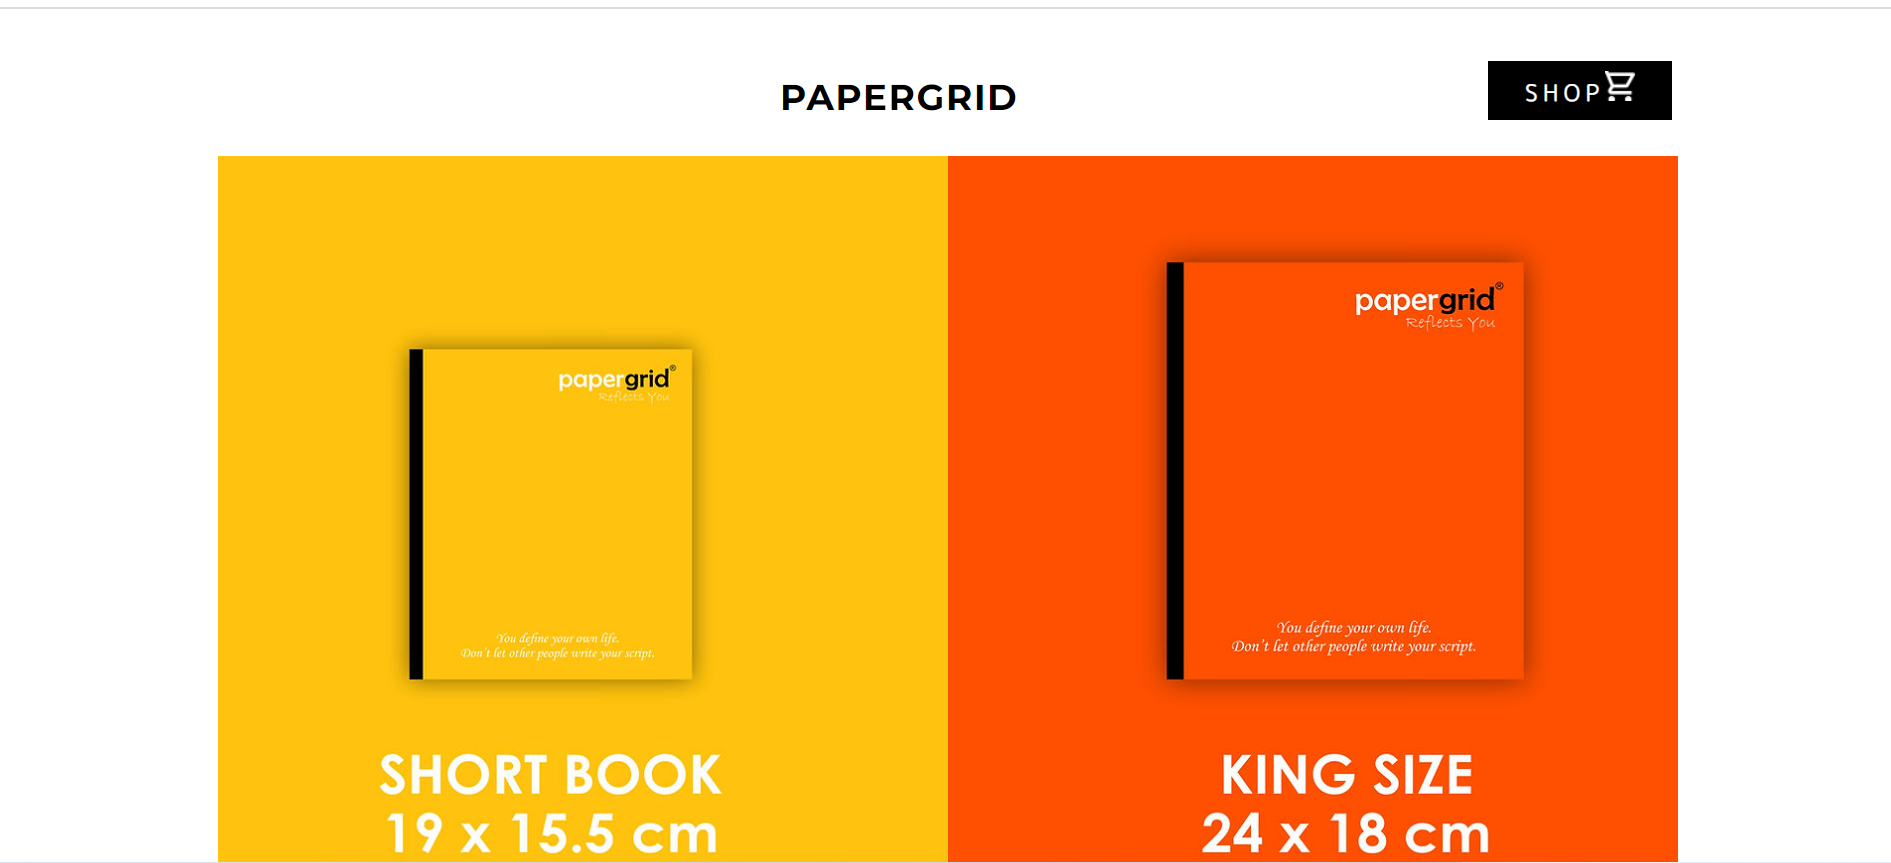 PAPERGRID
SHOP
papergrid®
Reflects You
You define your own life.
Don't let other people write your script.
SHORT BOOK
19 x 15.5 cm
papergrid®
Reflects You
You define your own life.
Don't let other people write your script.
KING SIZE
24 x 18 cm